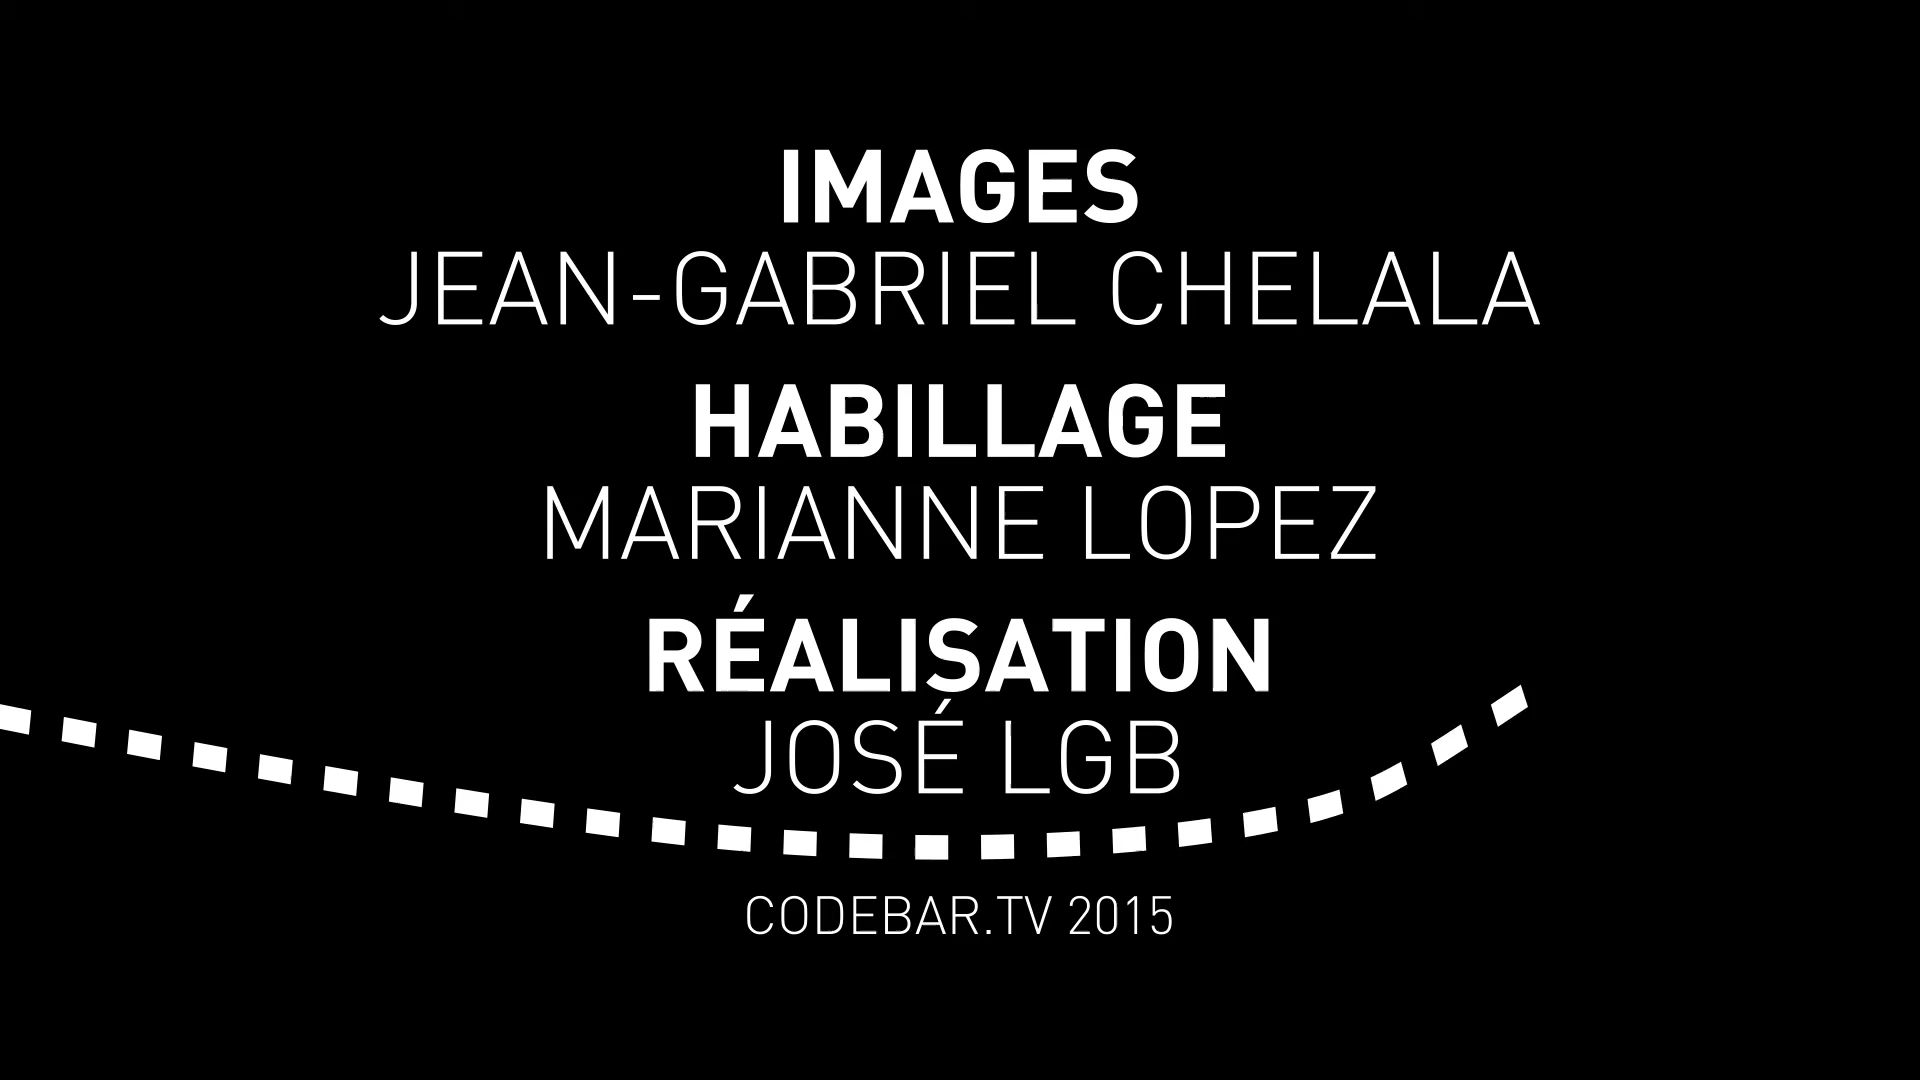 IMAGES
JEAN-GABRIEL CHELALA
HABILLAGE
MARIANNE LOPEZ
RÉALISATION
JOSÉ LGB
CODEBAR.TV 2015